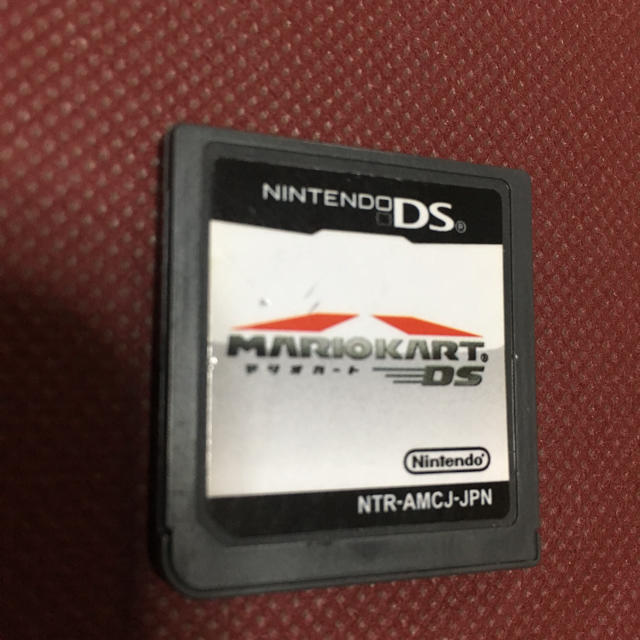 NINTENDO DS®
MARIOKART®
マリオカート DS
Nintendo®
NTR-AMCJ-JPN